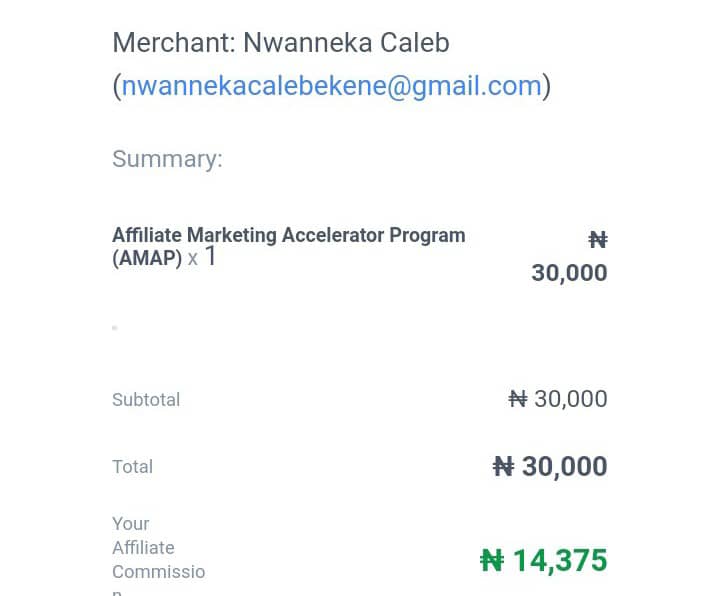 Merchant: Nwanneka Caleb
(nwannekacalebekene@gmail.com)
Summary:
Affiliate Marketing Accelerator Program ₦
(AMAP) x 1 30,000
Subtotal ₦ 30,000
Total ₦ 30,000
Your
Affiliate
Commissio ₦ 14,375
n